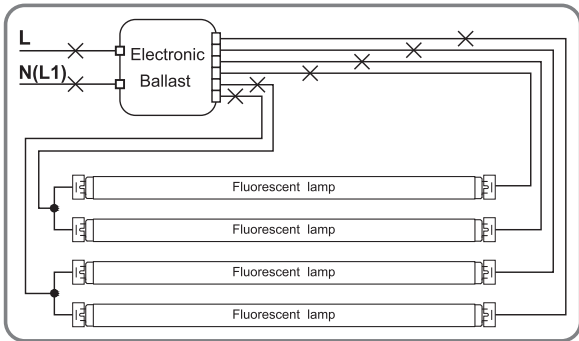 L
Electronic
N(L1)
Ballast
Fluorescent lamp
Fluorescent lamp
Fluorescent lamp
Fluorescent lamp